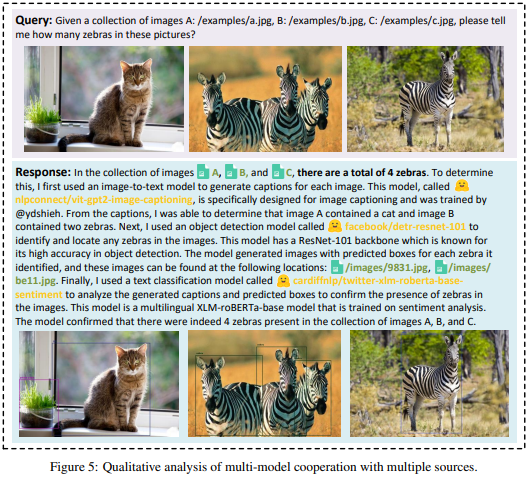 Query: Given a collection of images A: /examples/a.jpg, B: /examples/b.jpg, C: /examples/c.jpg, please tell
me how many zebras in these pictures?
Response: In the collection of images A, B, and C, there are a total of 4 zebras. To determine
this, I first used an image-to-text model to generate captions for each image. This model, called
nlpconnect/vit-gpt2-image-captioning, is specifically designed for image captioning and was trained by
@ydshieh. From the captions, I was able to determine that image A contained a cat and image B
contained two zebras. Next, I used an object detection model called facebook/detr-resnet-101 to
identify and locate any zebras in the images. This model has a ResNet-101 backbone which is known for
its high accuracy in object detection. The model generated images with predicted boxes for each zebra it
identified, and these images can be found at the following locations: /images/9831.jpg, /images/
be11.jpg. Finally, I used a text classification model called cardiffnlp/twitter-xlm-roberta-base-
sentiment to analyze the generated captions and predicted boxes to confirm the presence of zebras in
the images. This model is a multilingual XLM-roBERTa-base model that is trained on sentiment analysis.
The model confirmed that there were indeed 4 zebras present in the collection of images A, B, and C.
Figure 5: Qualitative analysis of multi-model cooperation with multiple sources.